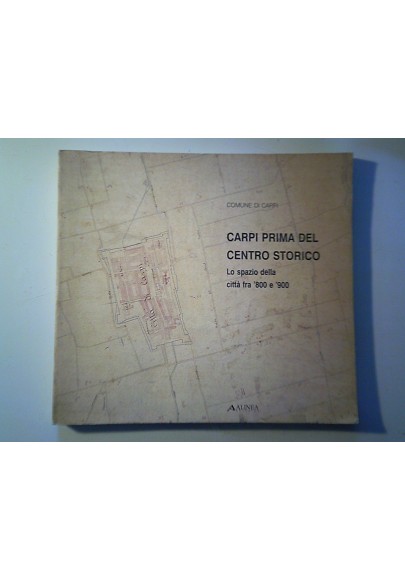 COMUNE DI CARPI
CARPI PRIMA DEL
CENTRO STORICO
Lo spazio della
città fra '800 e '900
ALINEA